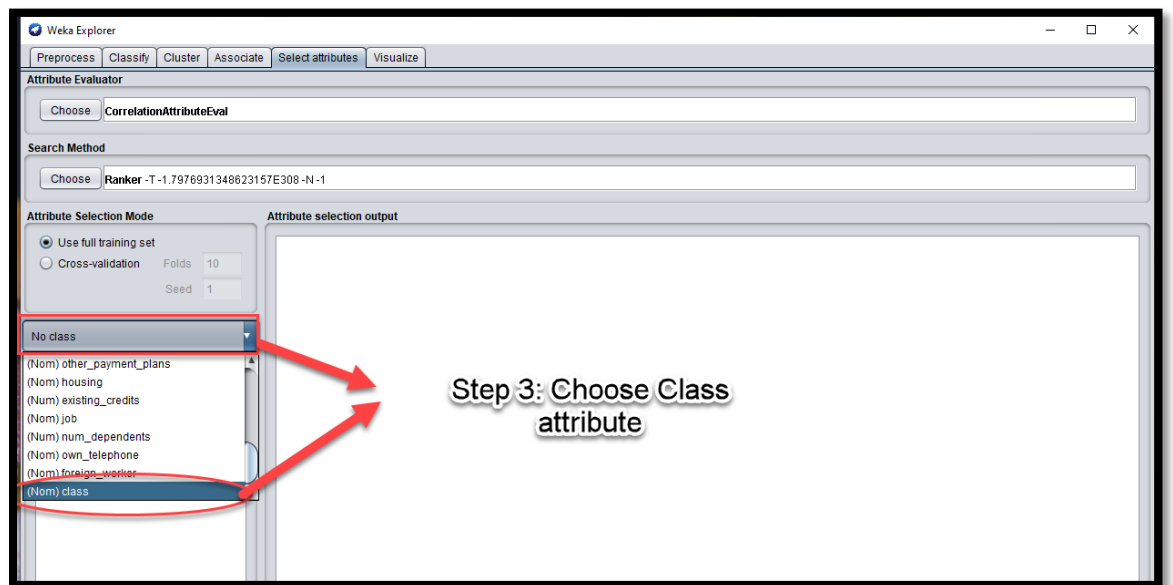 Weka Explorer
Preprocess Classify Cluster Associate Select attributes Visualize
Attribute Evaluator
Choose CorrelationAttributeEval
Search Method
Choose Ranker -T -1.7976931348623157E308 -N -1
Attribute Selection Mode
Attribute selection output
Use full training set
Cross-validation Folds 10
Seed 1
No class
(Nom) other_payment_plans
(Nom) housing
(Num) existing_credits
(Nom) job
(Num) num_dependents
(Nom) own_telephone
(Nom) foreign_worker
(Nom) class
Step 3: Choose Class
attribute